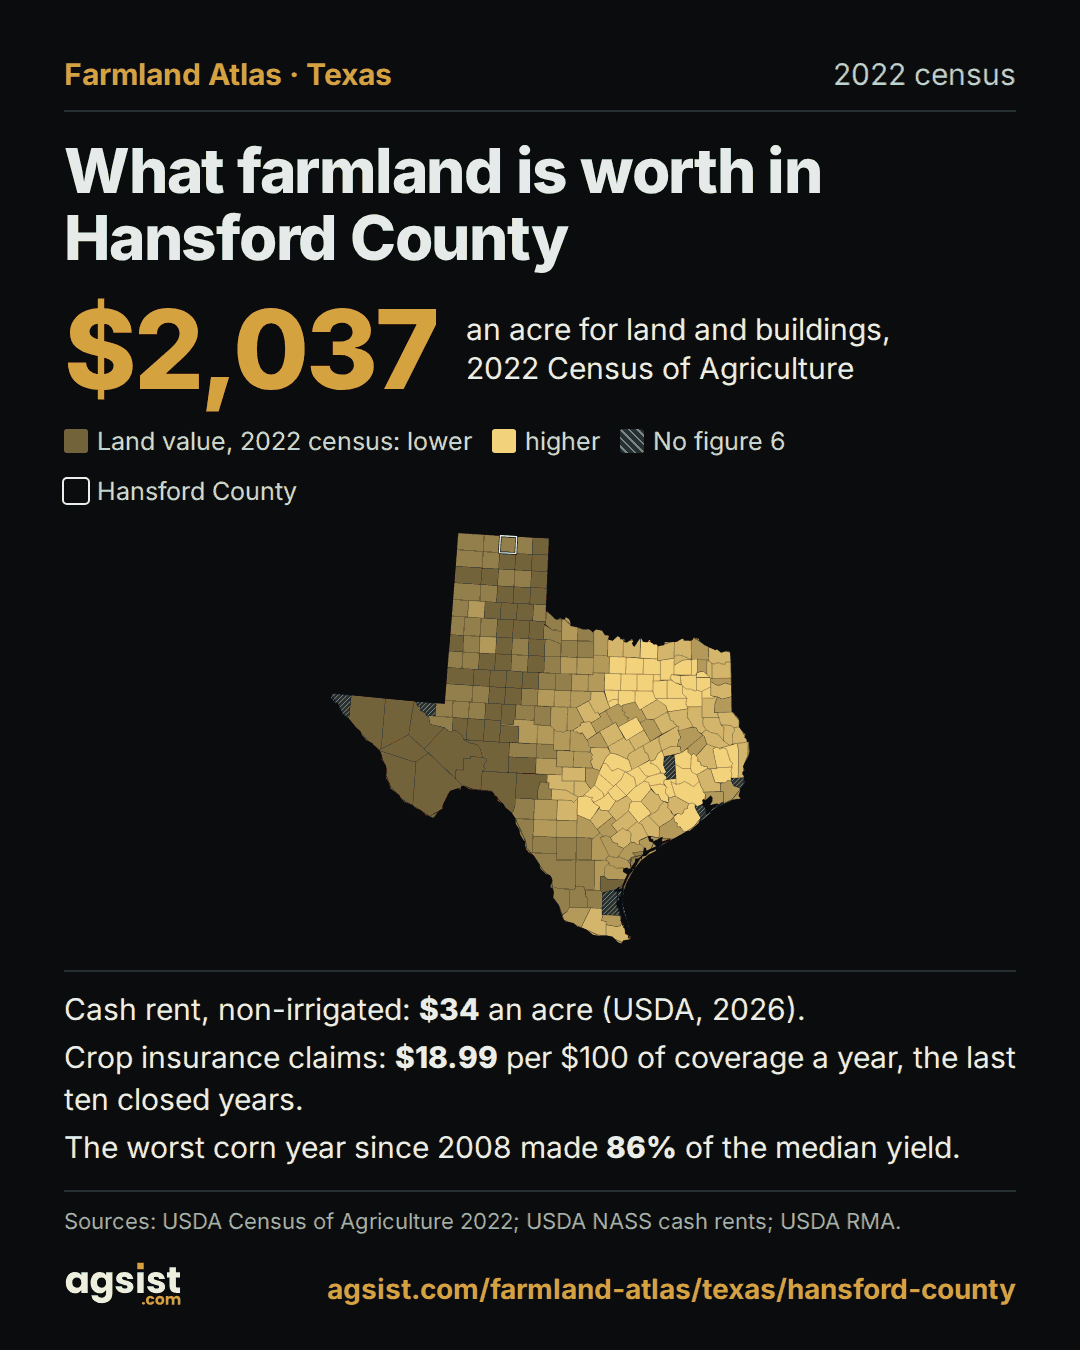 Farmland Atlas · Texas
2022 census
What farmland is worth in
Hansford County
$2,037
an acre for land and buildings,
2022 Census of Agriculture
Land value, 2022 census: lower
higher
No figure 6
Hansford County
Cash rent, non-irrigated: $34 an acre (USDA, 2026).
Crop insurance claims: $18.99 per $100 of coverage a year, the last
ten closed years.
The worst corn year since 2008 made 86% of the median yield.
Sources: USDA Census of Agriculture 2022; USDA NASS cash rents; USDA RMA.
agsist
.com
agsist.com/farmland-atlas/texas/hansford-county